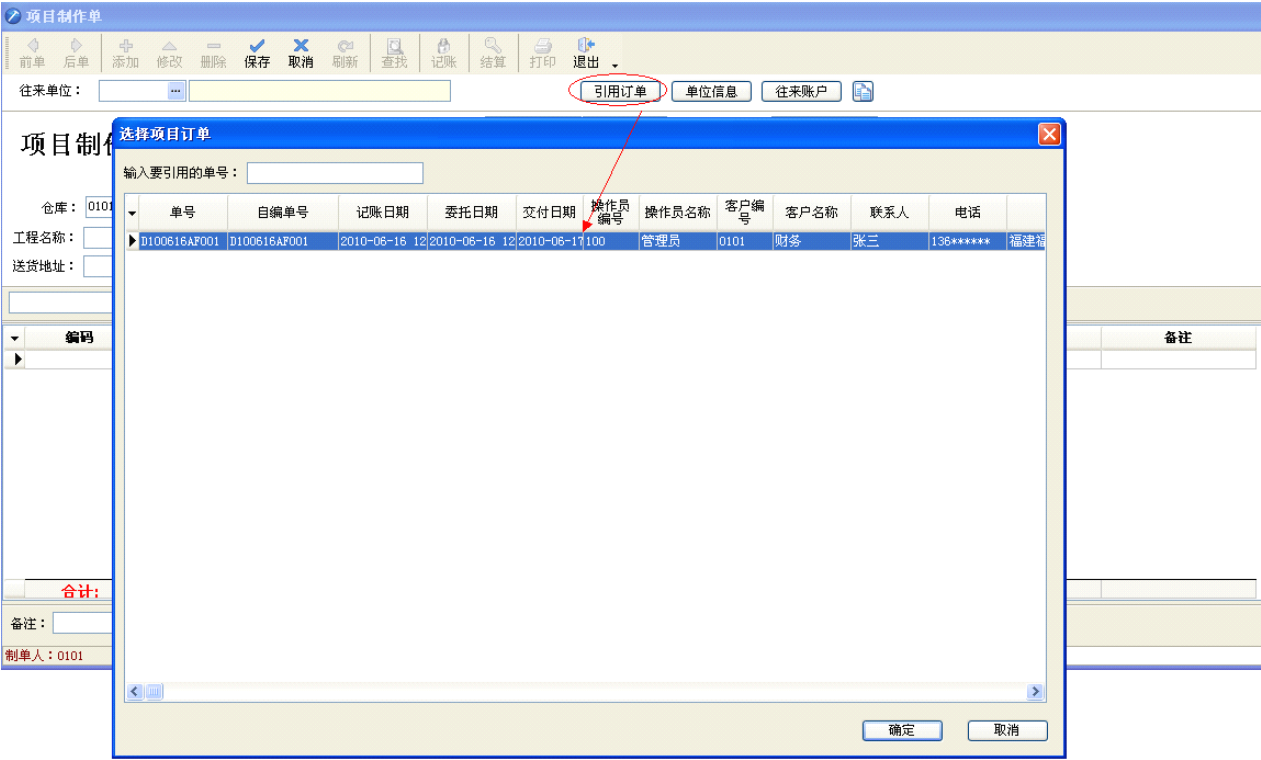 项目制作单
前单 后单 添加 修改 删除 保存 取消 刷新 查找 记账 结算 打印 退出
往来单位： 引用订单 单位信息 往来账户
项目制
选择项目订单
输入要引用的单号：
仓库： 0101
工程名称：
送货地址：
单号 自编单号 记账日期 委托日期 交付日期 操作员编号 操作员名称 客户编号 客户名称 联系人 电话
D100616AF001 D100616AF001 2010-06-16 12 2010-06-16 12 2010-06-17 100 管理员 0101 财务 张三 136****** 福建福
编码 备注
合计:
备注：
制单人：0101
确定 取消